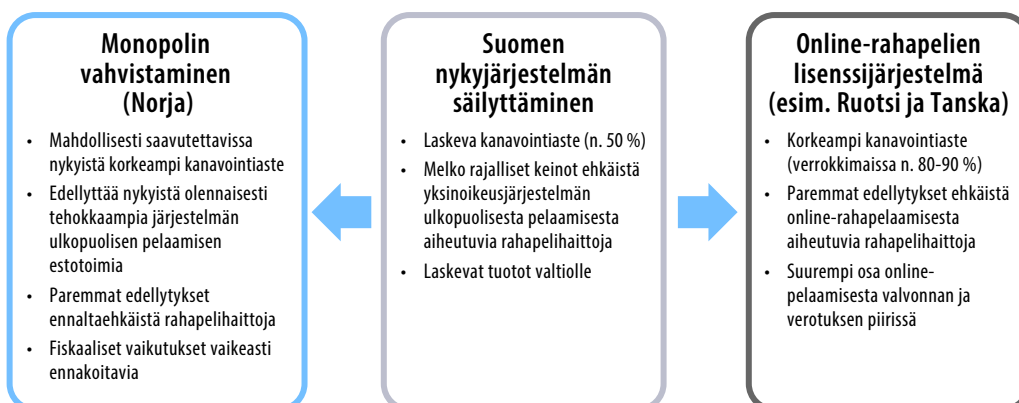 Monopolin
vahvistaminen
(Norja)
• Mahdollisesti saavutettavissa
nykyistä korkeampi kanavointiaste
• Edellyttää nykyistä olennaisesti
tehokkaampia järjestelmän
ulkopuolisen pelaamisen
estotoimia
• Paremmat edellytykset
ennaltaehkäistä rahapelihaittoja
• Fiskaaliset vaikutukset vaikeasti
ennakoitavia
Suomen
nykyjärjestelmän
säilyttäminen
• Laskeva kanavointiaste (n. 50 %)
• Melko rajalliset keinot ehkäistä
yksinoikeusjärjestelmän
ulkopuolisesta pelaamisesta
aiheutuvia rahapelihaittoja
• Laskevat tuotot valtiolle
Online-rahapelien
lisenssijärjestelmä
(esim. Ruotsi ja Tanska)
• Korkeampi kanavointiaste
(verrokkimaissa n. 80-90 %)
• Paremmat edellytykset ehkäistä
online-rahapelaamisesta
aiheutuvia rahapelihaittoja
• Suurempi osa online-
pelaamisesta valvonnan ja
verotuksen piirissä